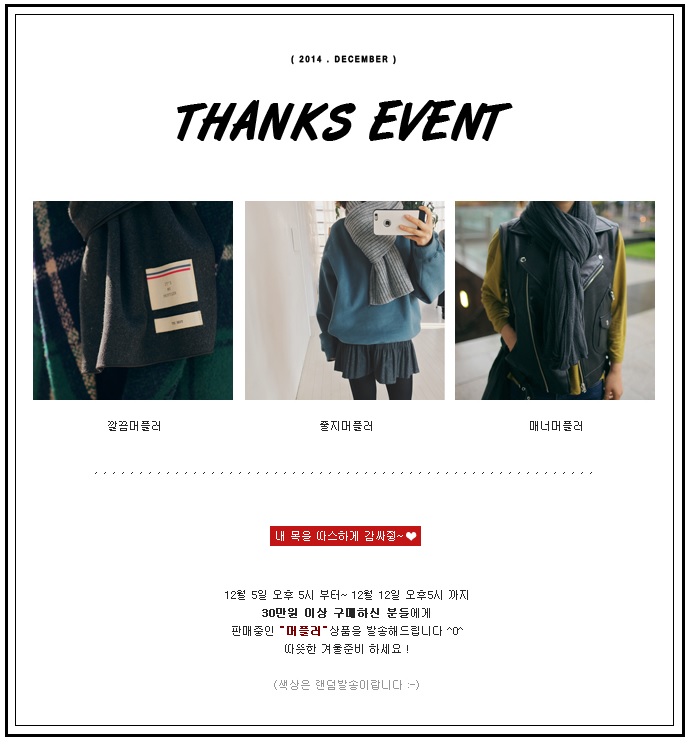 ( 2014 . DECEMBER )
THANKS EVENT
깔끔머플러
쫄지머플러
매너머플러
내 목을 따스하게 감싸줭~❤
12월 5일 오후 5시 부터~ 12월 12일 오후5시 까지
30만원 이상 구매하신 분들에게
판매중인 "머플러"상품을 발송해드립니다 ^0^
따뜻한 겨울준비 하세요 !
(색상은 랜덤발송이랍니다 :-)